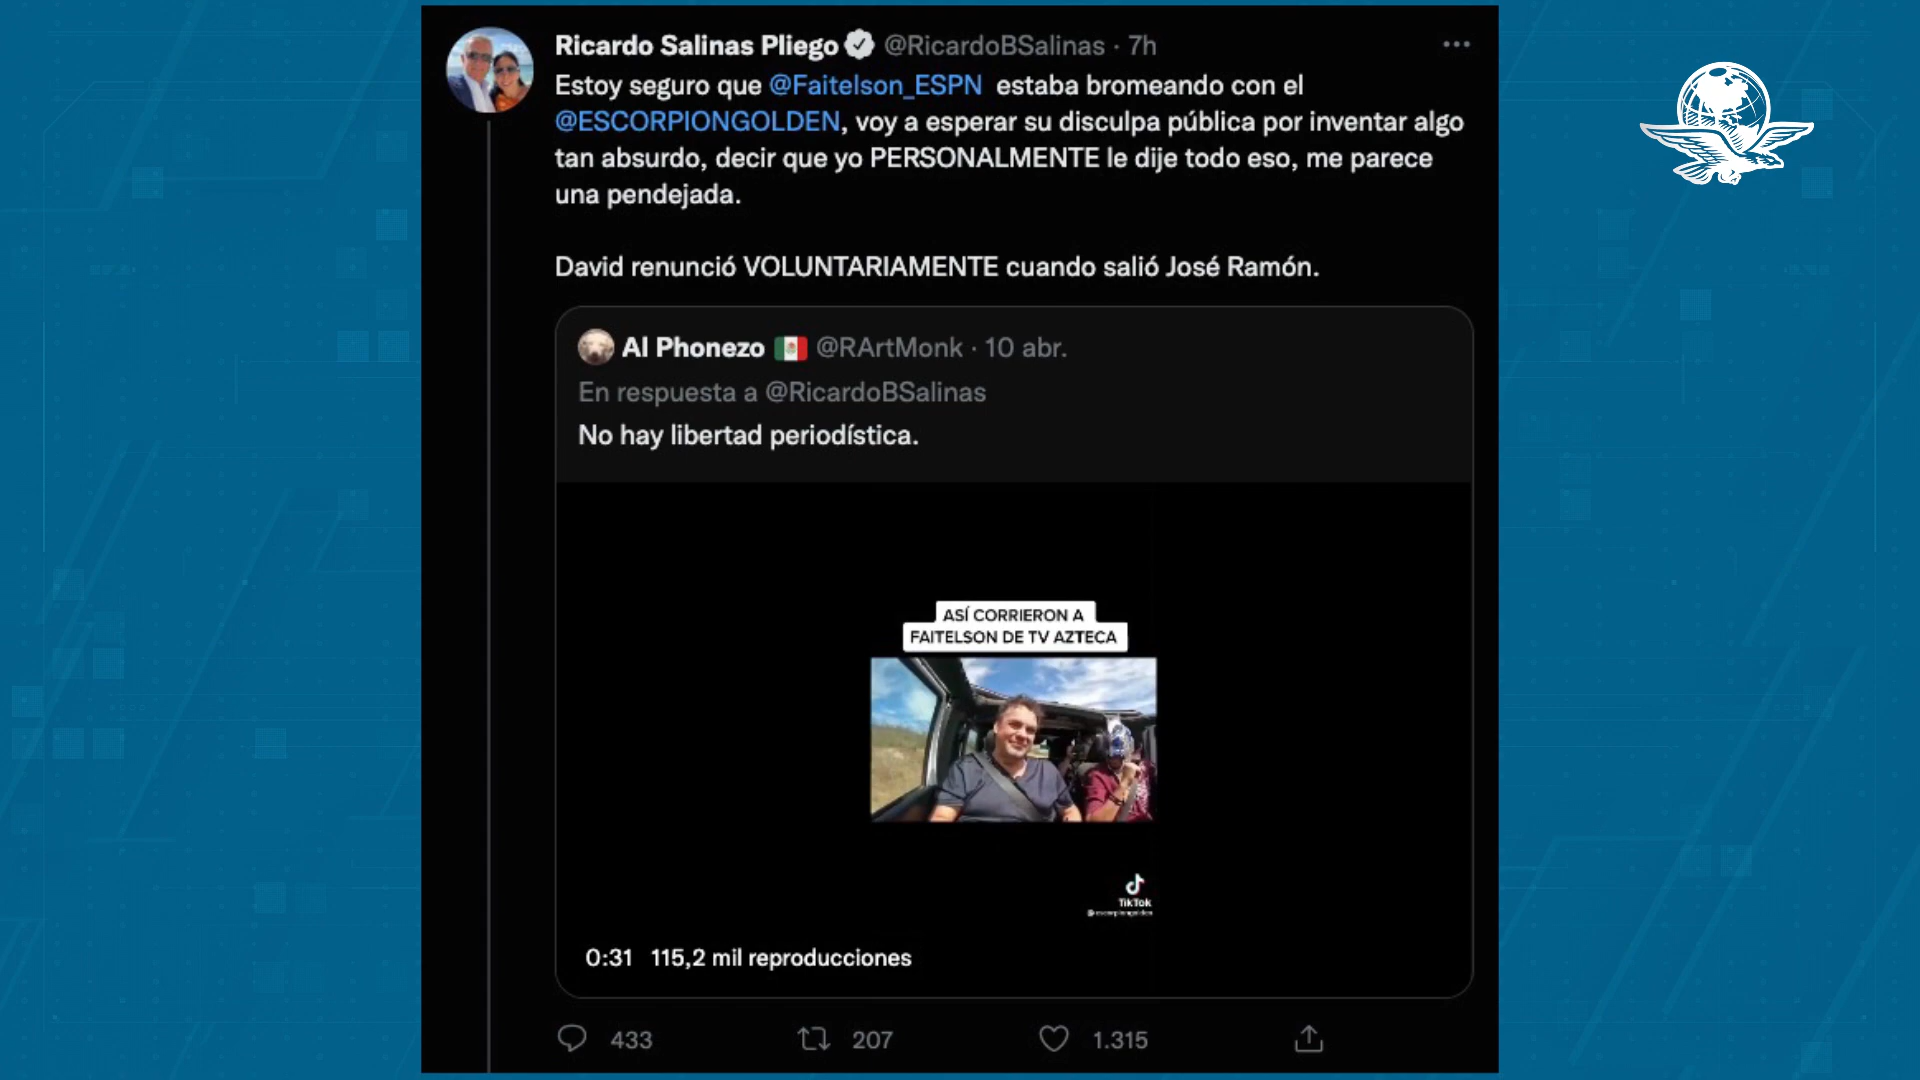 Ricardo Salinas Pliego @RicardoBSalinas · 7h
Estoy seguro que @Faitelson_ESPN estaba bromeando con el
@ESCORPIONGOLDEN, voy a esperar su disculpa pública por inventar algo
tan absurdo, decir que yo PERSONALMENTE le dije todo eso, me parece
una pendejada.
David renunció VOLUNTARIAMENTE cuando salió José Ramón.
Al Phonezo @RArtMonk · 10 abr.
En respuesta a @RicardoBSalinas
No hay libertad periodística.
ASÍ CORRIERON A
FAITELSON DE TV AZTECA
TikTok
@escorpiongolden
0:31 115,2 mil reproducciones
433 207 1.315